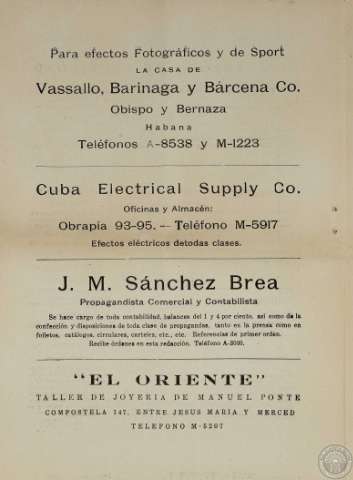 Para efectos Fotográficos y de Sport
LA CASA DE
Vassallo, Barinaga y Bárcena Co.
Obispo y Bernaza
Habana
Teléfonos A-8538 y M-1223
Cuba Electrical Supply Co.
Oficinas y Almacén:
Obrapia 93-95. -- Teléfono M-5917
Efectos eléctricos detodas clases.
J. M. Sánchez Brea
Propagandista Comercial y Contabilista
Se hace cargo de toda contabilidad, balances del 1 y 4 por ciento, así como de la
confección y disposiciones de toda clase de propagandas, tanto en la prensa como en
folletos, catálogos, circulares, carteles, etc., etc. Referencias de primer orden.
Recibe órdenes en esta redacción. Teléfono
"EL ORIENTE"
TALLER DE JOYERIA DE MANUEL PONTE
COMPOSTELA 147, ENTRE JESUS MARIA Y MERCED
TELEFONO M-5207